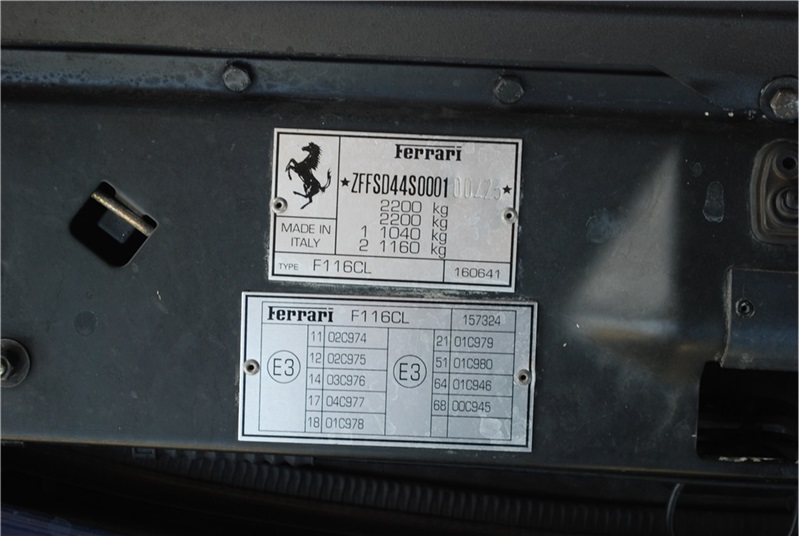 Ferrari
★ZFFSD44S000100425★
2200 kg
2200 kg
1 1040 kg
2 1160 kg
MADE IN
ITALY
TYPE F116CL
160641
Ferrari F116CL 157324
E3
11 02C974
12 02C975
14 03C976
17 04C977
18 01C978
E3
21 01C979
51 01C980
64 01C946
68 00C945